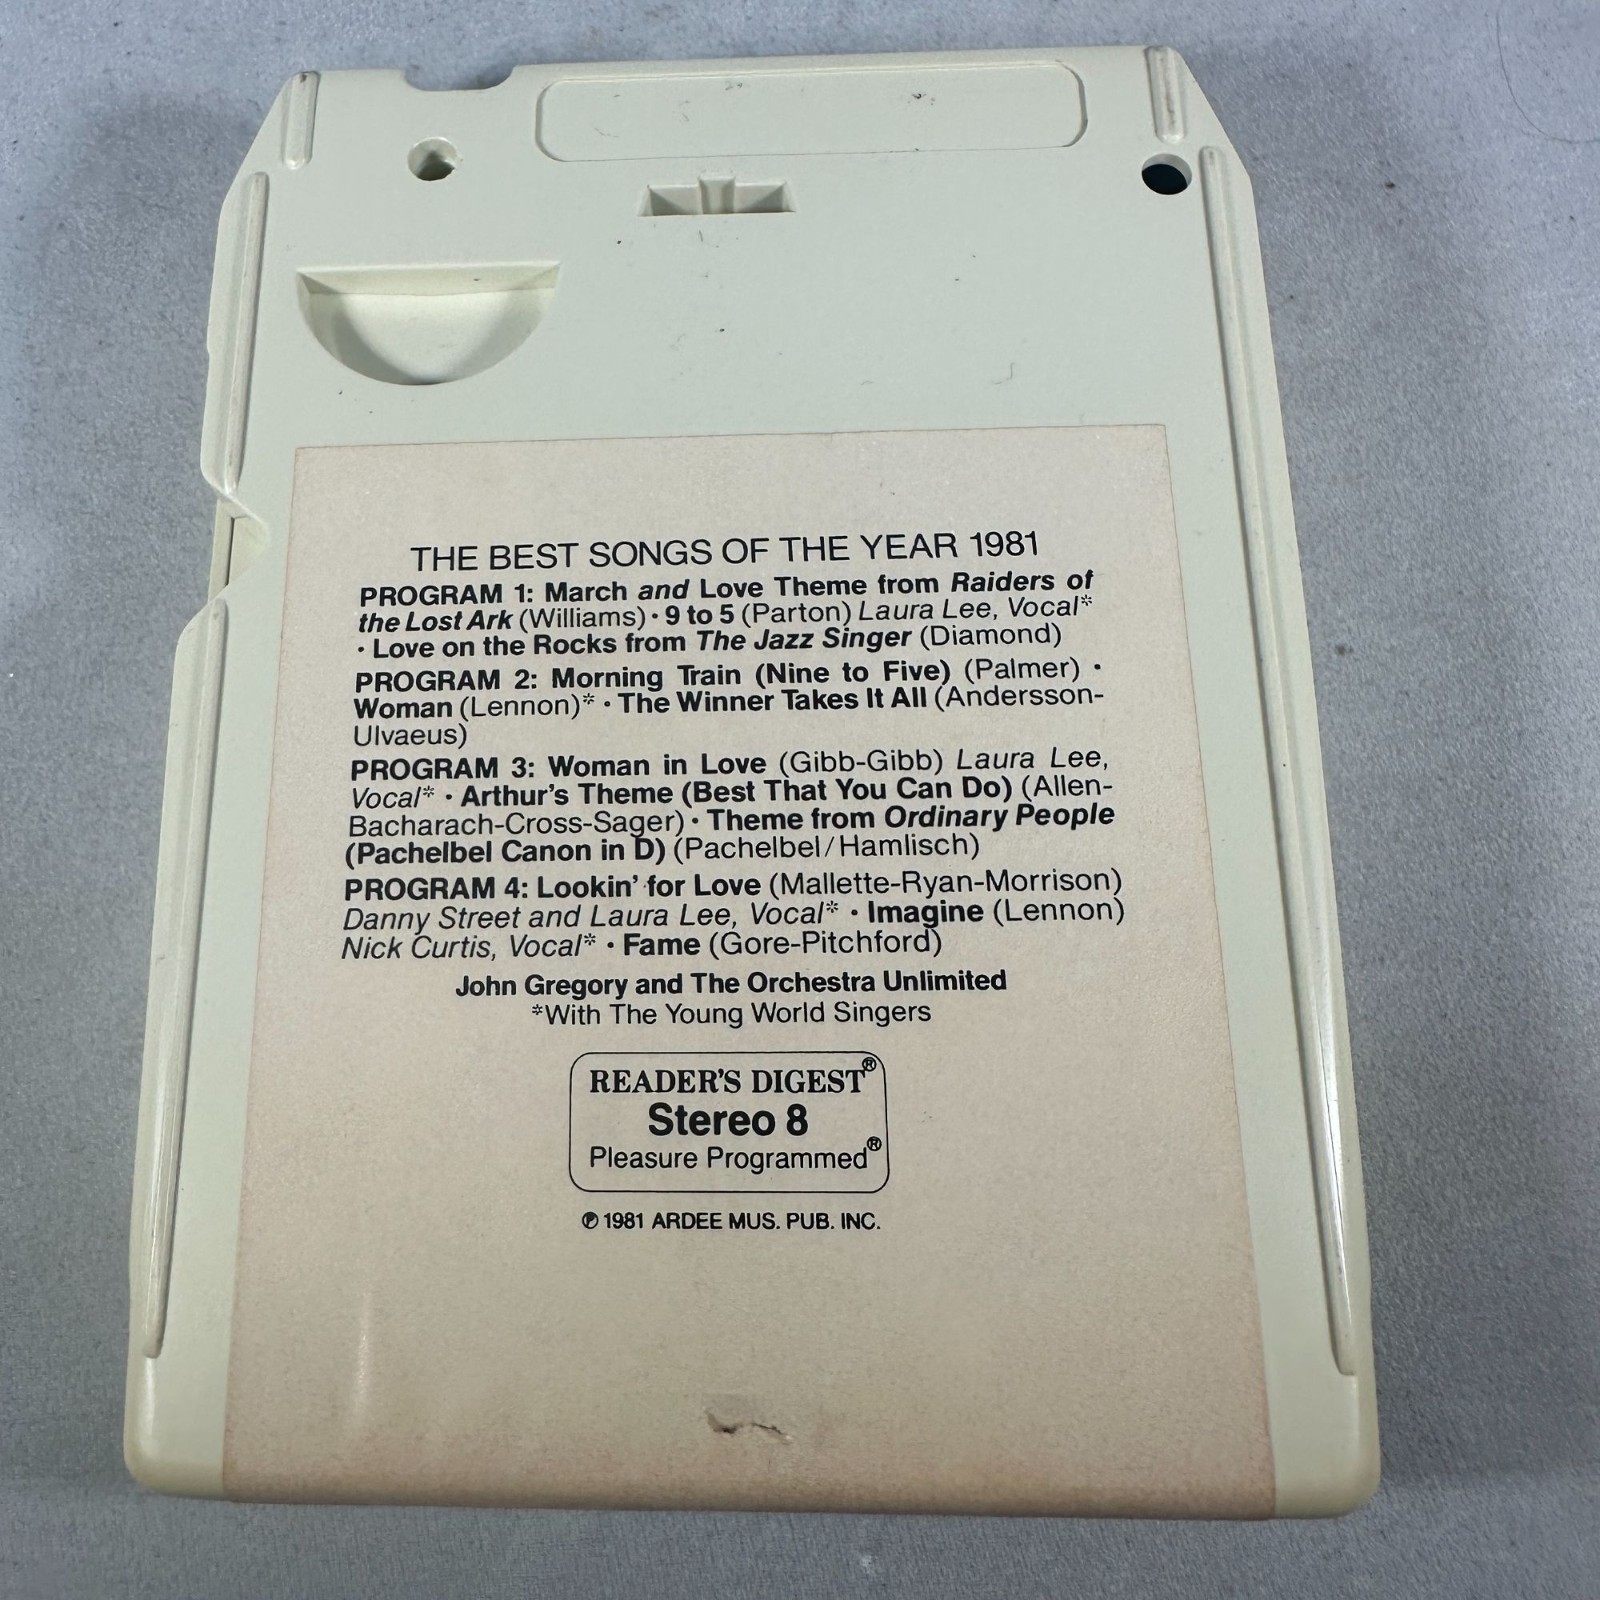 THE BEST SONGS OF THE YEAR 1981
PROGRAM 1: March and Love Theme from Raiders of
the Lost Ark (Williams) • 9 to 5 (Parton) Laura Lee, Vocal*
• Love on the Rocks from The Jazz Singer (Diamond)
PROGRAM 2: Morning Train (Nine to Five) (Palmer) •
Woman (Lennon)* • The Winner Takes It All (Andersson-
Ulvaeus)
PROGRAM 3: Woman in Love (Gibb-Gibb) Laura Lee,
Vocal* • Arthur's Theme (Best That You Can Do) (Allen-
Bacharach-Cross-Sager) • Theme from Ordinary People
(Pachelbel Canon in D) (Pachelbel/Hamlisch)
PROGRAM 4: Lookin' for Love (Mallette-Ryan-Morrison)
Danny Street and Laura Lee, Vocal* • Imagine (Lennon)
Nick Curtis, Vocal* • Fame (Gore-Pitchford)
John Gregory and The Orchestra Unlimited
*With The Young World Singers
READER'S DIGEST®
Stereo 8
Pleasure Programmed®
℗ 1981 ARDEE MUS. PUB. INC.